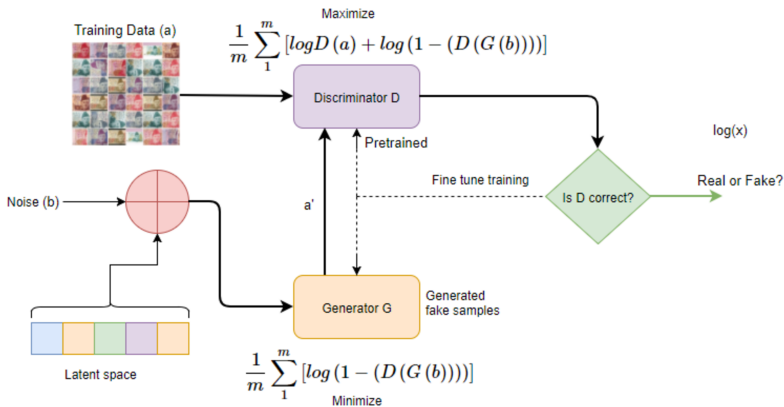 Maximize
Training Data (a)
\frac{1}{m} \sum_{1}^{m} [logD(a) + log(1 - (D(G(b))))]
Discriminator D
Pretrained
log(x)
Fine tune training
Is D correct?
Real or Fake?
Noise (b)
a'
Generator G
Generated
fake samples
Latent space
\frac{1}{m} \sum_{1}^{m} [log(1 - (D(G(b))))]
Minimize